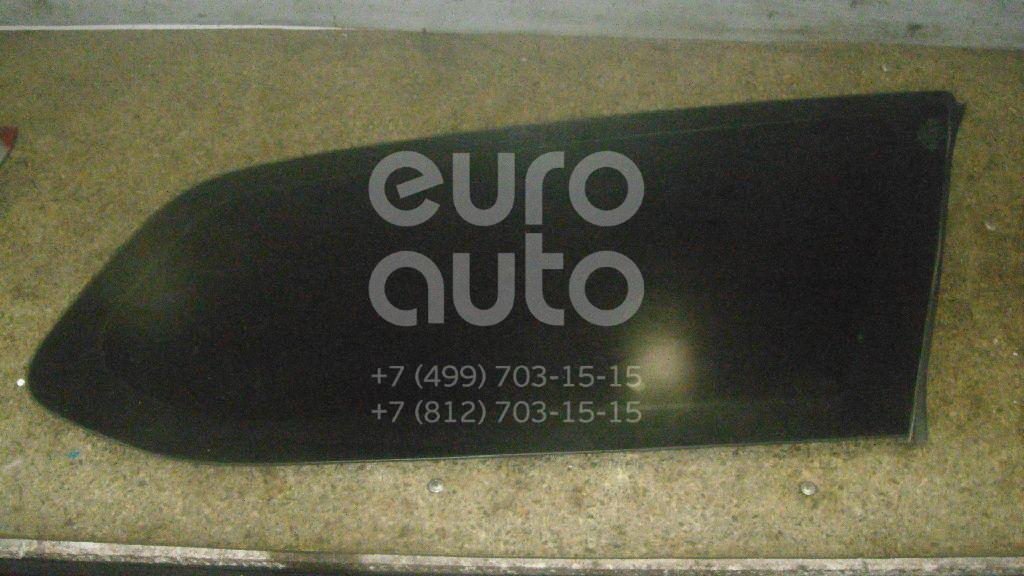 euro
auto
+7 (499) 703-15-15
+7 (812) 703-15-15